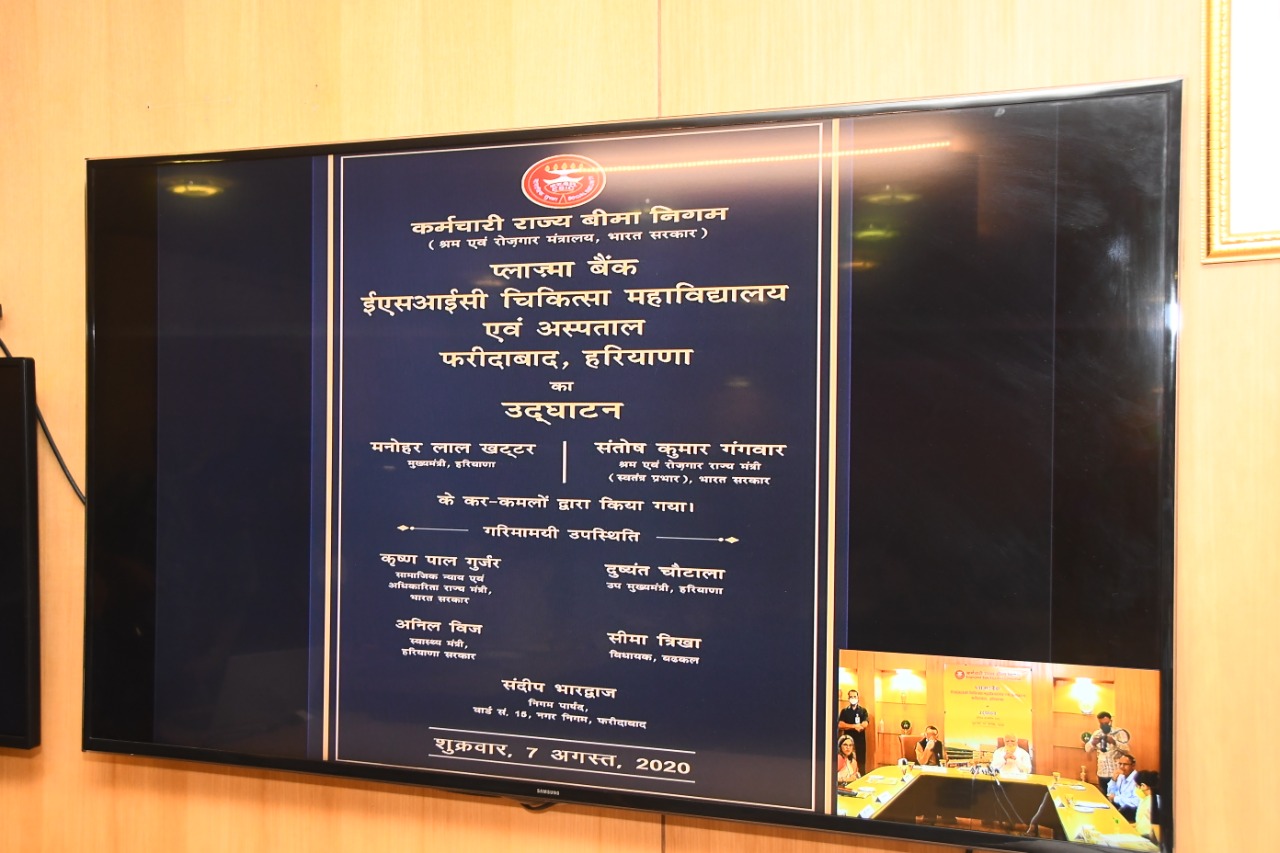 कर्मचारी राज्य बीमा निगम
( श्रम एवं रोज़गार मंत्रालय, भारत सरकार )
प्लाज़्मा बैंक
ईएसआईसी चिकित्सा महाविद्यालय
एवं अस्पताल
फरीदाबाद, हरियाणा
का
उद्घाटन
मनोहर लाल खट्टर
मुख्यमंत्री, हरियाणा
संतोष कुमार गंगवार
श्रम एवं रोज़गार राज्य मंत्री
( स्वतंत्र प्रभार ), भारत सरकार
के कर-कमलों द्वारा किया गया।
गरिमामयी उपस्थिति
कृष्ण पाल गुर्जर
सामाजिक न्याय एवं
अधिकारिता राज्य मंत्री,
भारत सरकार
दुष्यंत चौटाला
उप मुख्यमंत्री, हरियाणा
अनिल विज
स्वास्थ्य मंत्री,
हरियाणा सरकार
सीमा त्रिखा
विधायक, बढकल
संदीप भारद्वाज
निगम पार्षद,
वार्ड सं. 15, नगर निगम, फरीदाबाद
शुक्रवार, 7 अगस्त, 2020
SAMSUNG